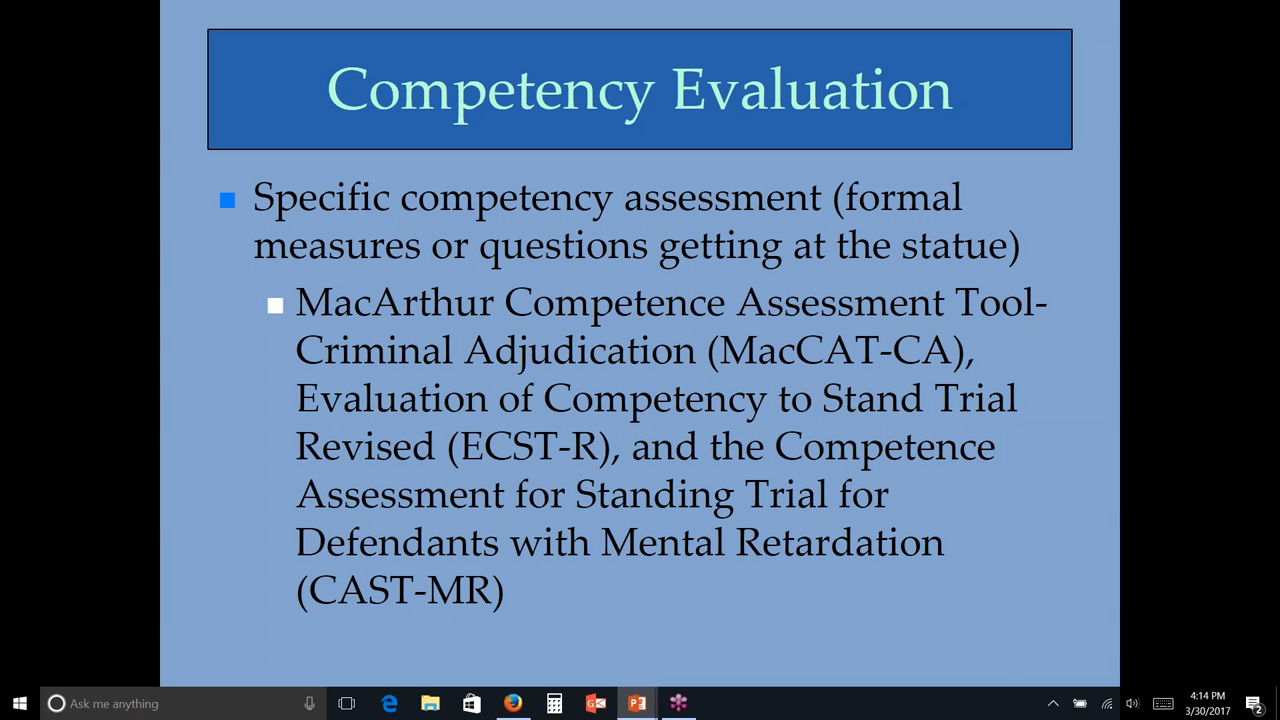 Competency Evaluation
Specific competency assessment (formal
measures or questions getting at the statue)
MacArthur Competence Assessment Tool-
Criminal Adjudication (MacCAT-CA),
Evaluation of Competency to Stand Trial
Revised (ECST-R), and the Competence
Assessment for Standing Trial for
Defendants with Mental Retardation
(CAST-MR)
Ask me anything
4:14 PM
3/30/2017
2